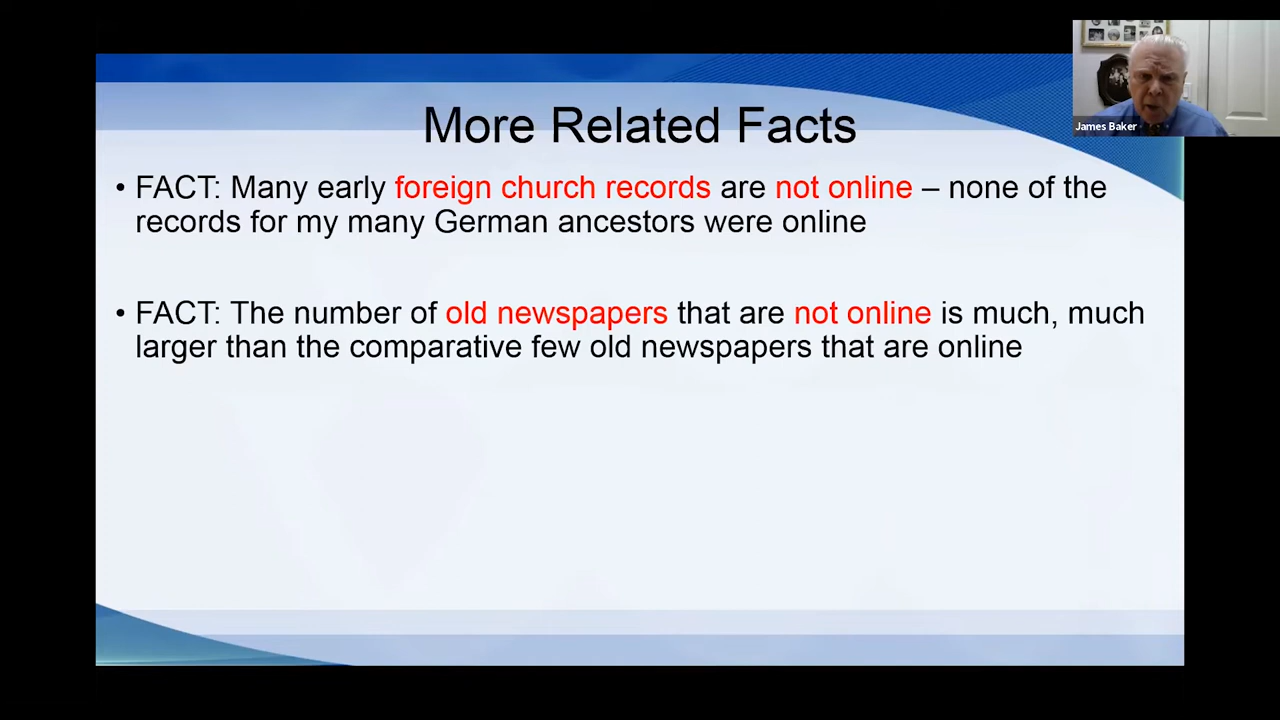 More Related Facts
James Baker
• FACT: Many early foreign church records are not online – none of the
records for my many German ancestors were online
• FACT: The number of old newspapers that are not online is much, much
larger than the comparative few old newspapers that are online